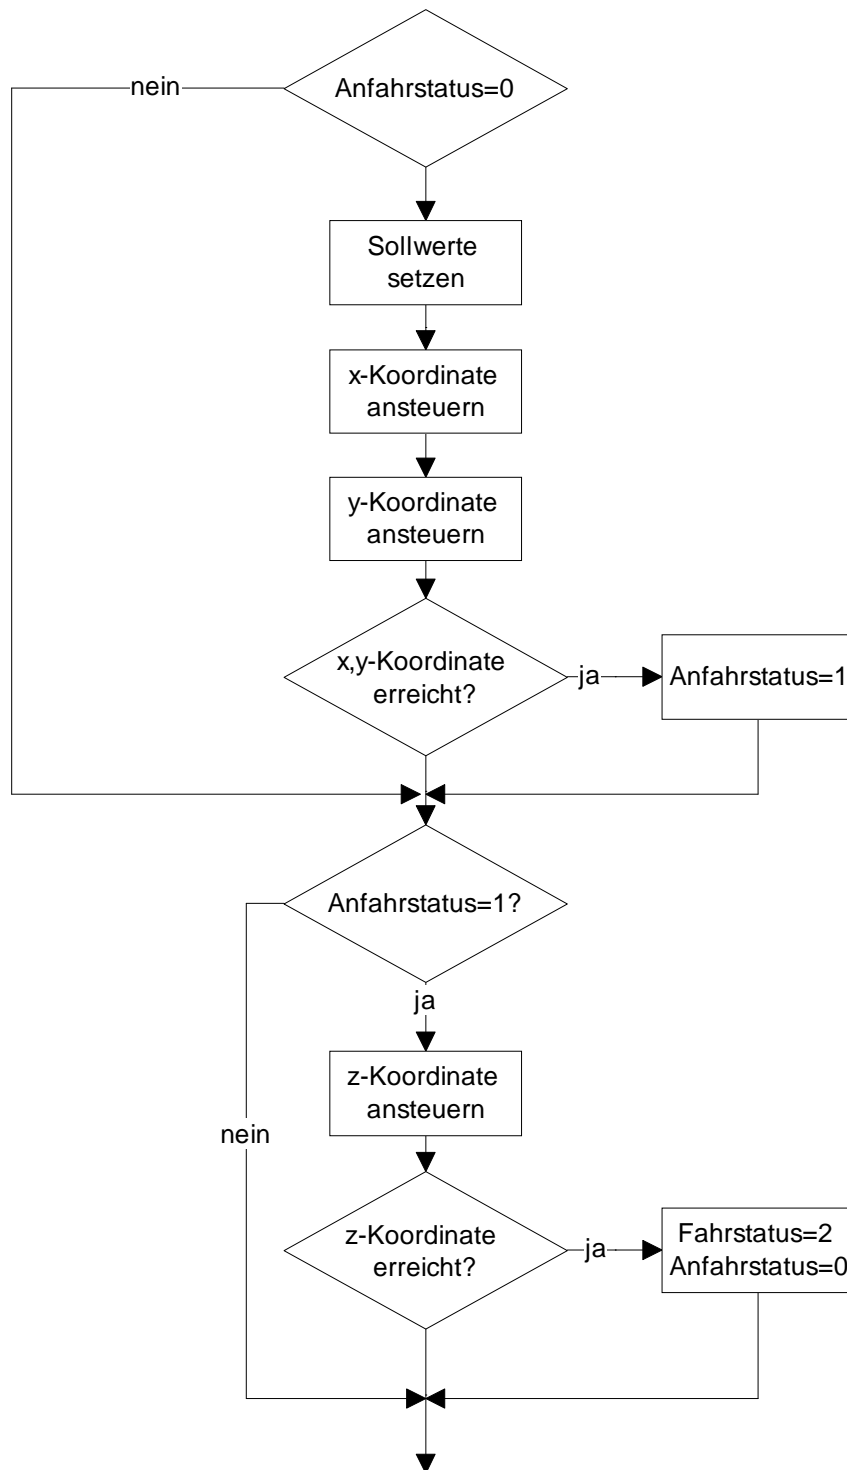 nein
Anfahrstatus=0
Sollwerte
setzen
x-Koordinate
ansteuern
y-Koordinate
ansteuern
x,y-Koordinate
erreicht?
ja
Anfahrstatus=1
Anfahrstatus=1?
ja
z-Koordinate
ansteuern
nein
z-Koordinate
erreicht?
ja
Fahrstatus=2
Anfahrstatus=0